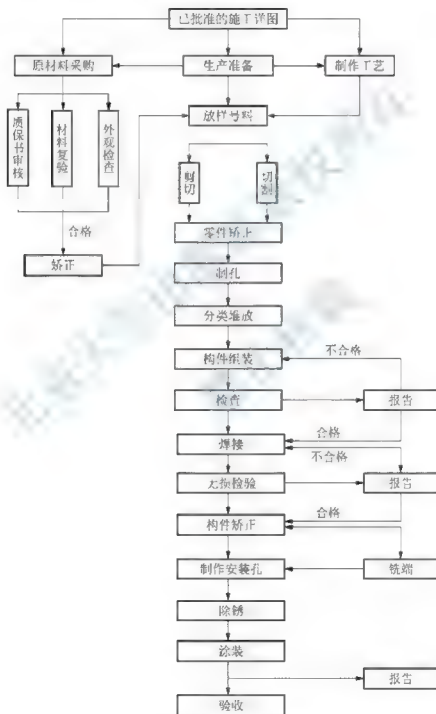 已批准的施工详图
原材料采购
生产准备
制作工艺
质保书审核
材料复验
外观检查
放样号料
剪切
切割
合格
矫正
零件矫正
制孔
分类堆放
构件组装
不合格
检查
报告
合格
焊接
不合格
无损检验
报告
合格
构件矫正
制作安装孔
铣端
除锈
涂装
报告
验收